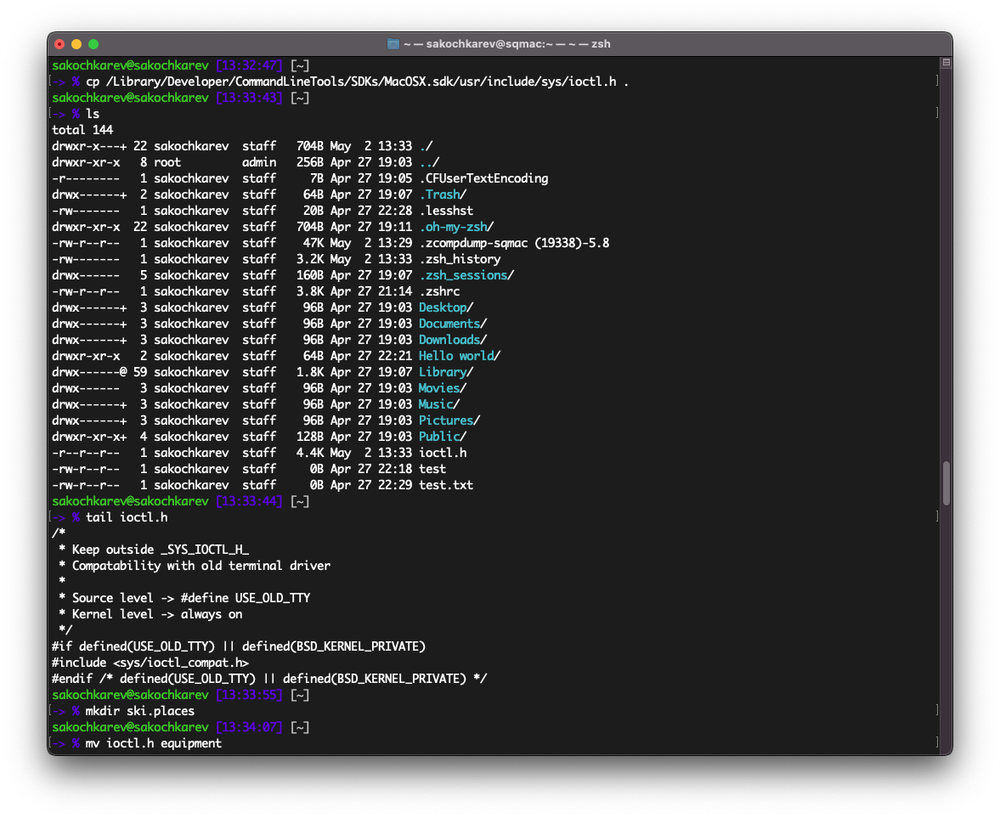 ~ — sakochkarev@sqmac:~ — ~ — zsh
sakochkarev@sakochkarev [13:32:47] [~]
[-> % cp /Library/Developer/CommandLineTools/SDKs/MacOSX.sdk/usr/include/sys/ioctl.h . ]
sakochkarev@sakochkarev [13:33:43] [~]
[-> % ls ]
total 144
drwxr-x---+ 22 sakochkarev  staff   704B May  2 13:33 ./
drwxr-xr-x   8 root         admin   256B Apr 27 19:03 ../
-r--------   1 sakochkarev  staff     7B Apr 27 19:05 .CFUserTextEncoding
drwx------+  2 sakochkarev  staff    64B Apr 27 19:07 .Trash/
-rw-------   1 sakochkarev  staff    20B Apr 27 22:28 .lesshst
drwxr-xr-x  22 sakochkarev  staff   704B Apr 27 19:11 .oh-my-zsh/
-rw-r--r--   1 sakochkarev  staff    47K May  2 13:29 .zcompdump-sqmac (19338)-5.8
-rw-------   1 sakochkarev  staff   3.2K May  2 13:33 .zsh_history
drwx------   5 sakochkarev  staff   160B Apr 27 19:07 .zsh_sessions/
-rw-r--r--   1 sakochkarev  staff   3.8K Apr 27 21:14 .zshrc
drwx------+  3 sakochkarev  staff    96B Apr 27 19:03 Desktop/
drwx------+  3 sakochkarev  staff    96B Apr 27 19:03 Documents/
drwx------+  3 sakochkarev  staff    96B Apr 27 19:03 Downloads/
drwxr-xr-x   2 sakochkarev  staff    64B Apr 27 22:21 Hello world/
drwx------@ 59 sakochkarev  staff   1.8K Apr 27 19:07 Library/
drwx------   3 sakochkarev  staff    96B Apr 27 19:03 Movies/
drwx------+  3 sakochkarev  staff    96B Apr 27 19:03 Music/
drwx------+  3 sakochkarev  staff    96B Apr 27 19:03 Pictures/
drwxr-xr-x+  4 sakochkarev  staff   128B Apr 27 19:03 Public/
-r--r--r--   1 sakochkarev  staff   4.4K May  2 13:33 ioctl.h
-rw-r--r--   1 sakochkarev  staff     0B Apr 27 22:18 test
-rw-r--r--   1 sakochkarev  staff     0B Apr 27 22:29 test.txt
sakochkarev@sakochkarev [13:33:44] [~]
[-> % tail ioctl.h ]
/*
 * Keep outside _SYS_IOCTL_H_
 * Compatability with old terminal driver
 *
 * Source level -> #define USE_OLD_TTY
 * Kernel level -> always on
 */
#if defined(USE_OLD_TTY) || defined(BSD_KERNEL_PRIVATE)
#include <sys/ioctl_compat.h>
#endif /* defined(USE_OLD_TTY) || defined(BSD_KERNEL_PRIVATE) */
sakochkarev@sakochkarev [13:33:55] [~]
[-> % mkdir ski.places ]
sakochkarev@sakochkarev [13:34:07] [~]
[-> % mv ioctl.h equipment ]